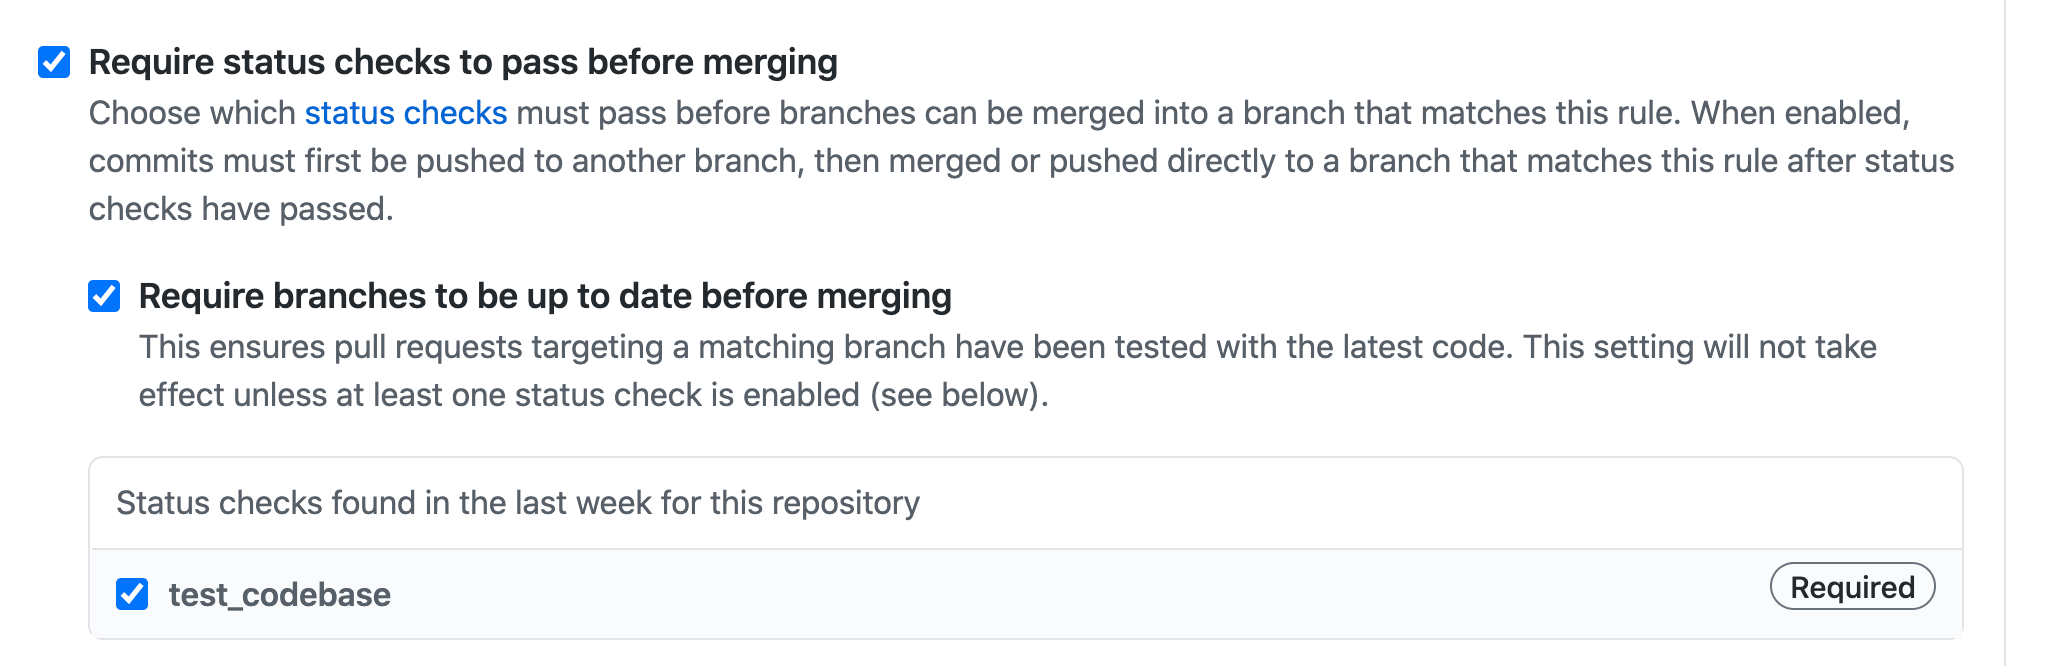 Require status checks to pass before merging
Choose which status checks must pass before branches can be merged into a branch that matches this rule. When enabled,
commits must first be pushed to another branch, then merged or pushed directly to a branch that matches this rule after status
checks have passed.
Require branches to be up to date before merging
This ensures pull requests targeting a matching branch have been tested with the latest code. This setting will not take
effect unless at least one status check is enabled (see below).
Status checks found in the last week for this repository
test_codebase Required